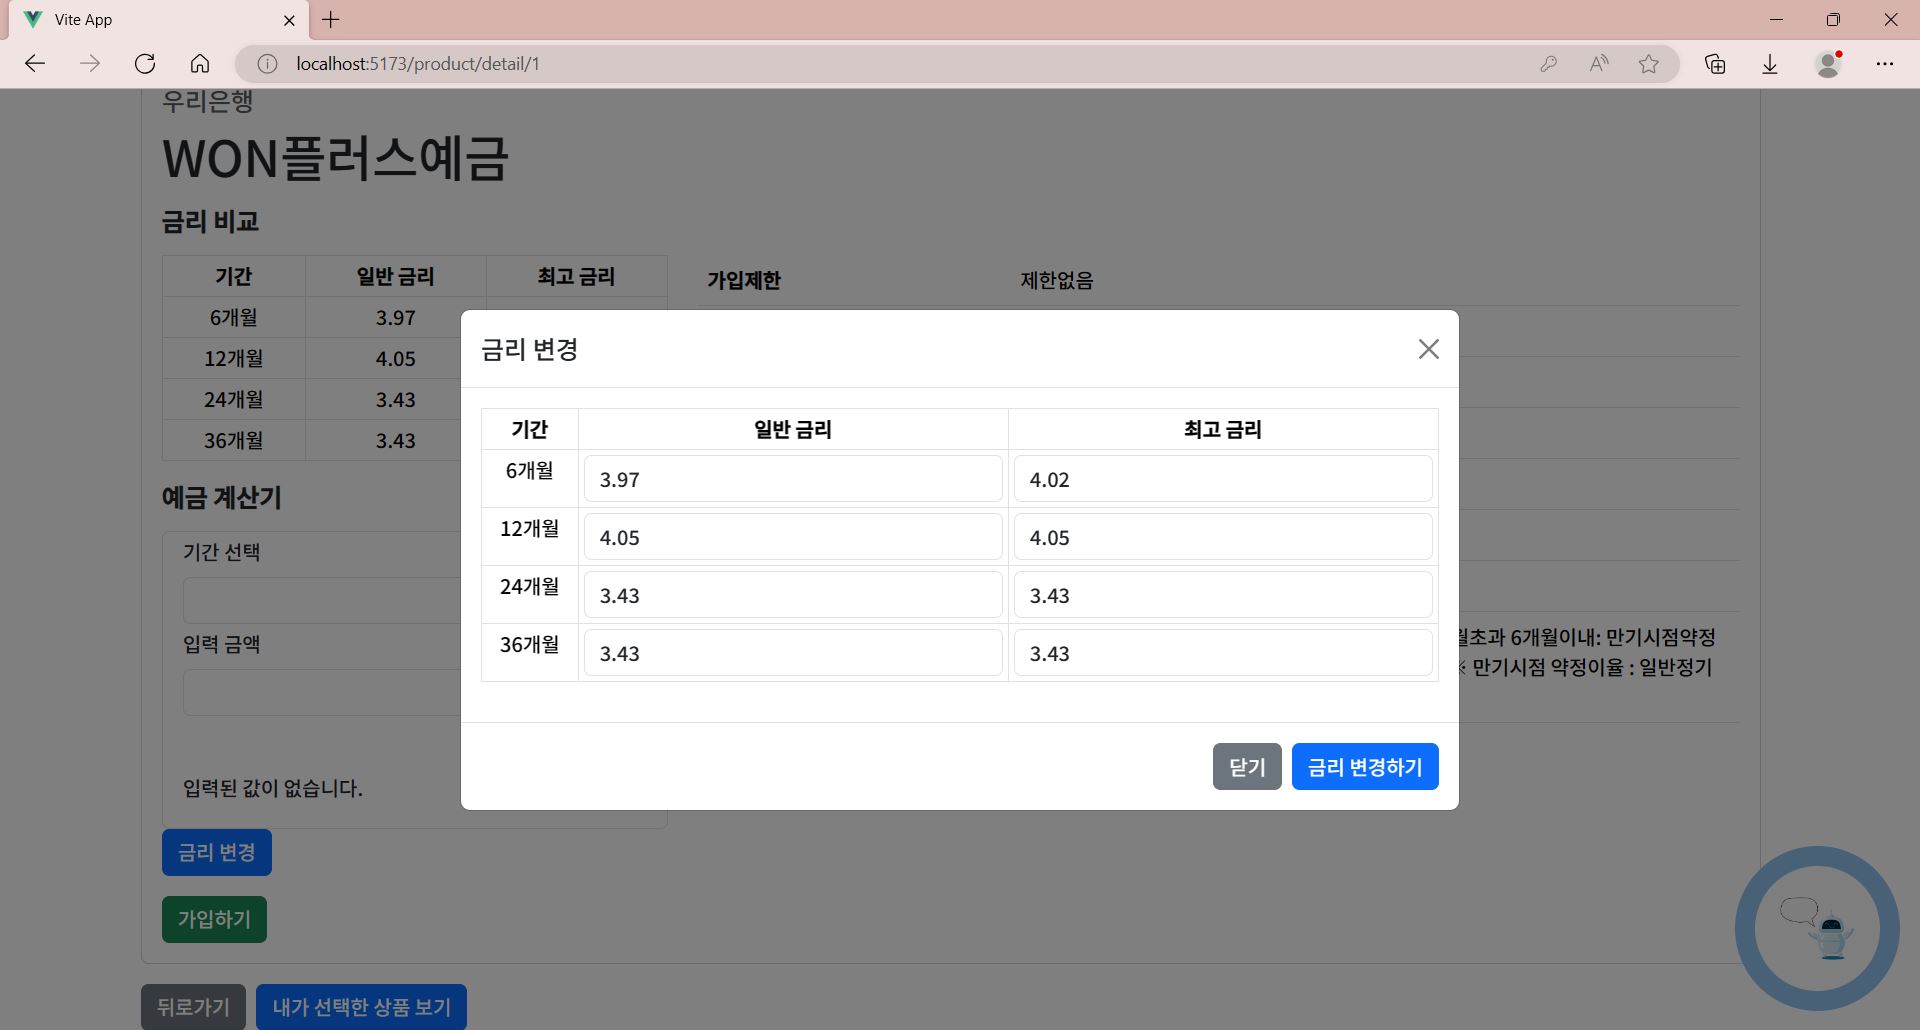 Vite App
localhost:5173/product/detail/1
우리은행
WON플러스예금
금리 비교
기간 일반 금리 최고 금리
6개월 3.97
12개월 4.05
24개월 3.43
36개월 3.43
가입제한 제한없음
예금 계산기
기간 선택
입력 금액
입력된 값이 없습니다.
금리 변경
가입하기
뒤로가기 내가 선택한 상품 보기
월초과 6개월이내: 만기시점약정
※ 만기시점 약정이율 : 일반정기
금리 변경
기간 일반 금리 최고 금리
6개월 3.97 4.02
12개월 4.05 4.05
24개월 3.43 3.43
36개월 3.43 3.43
닫기 금리 변경하기